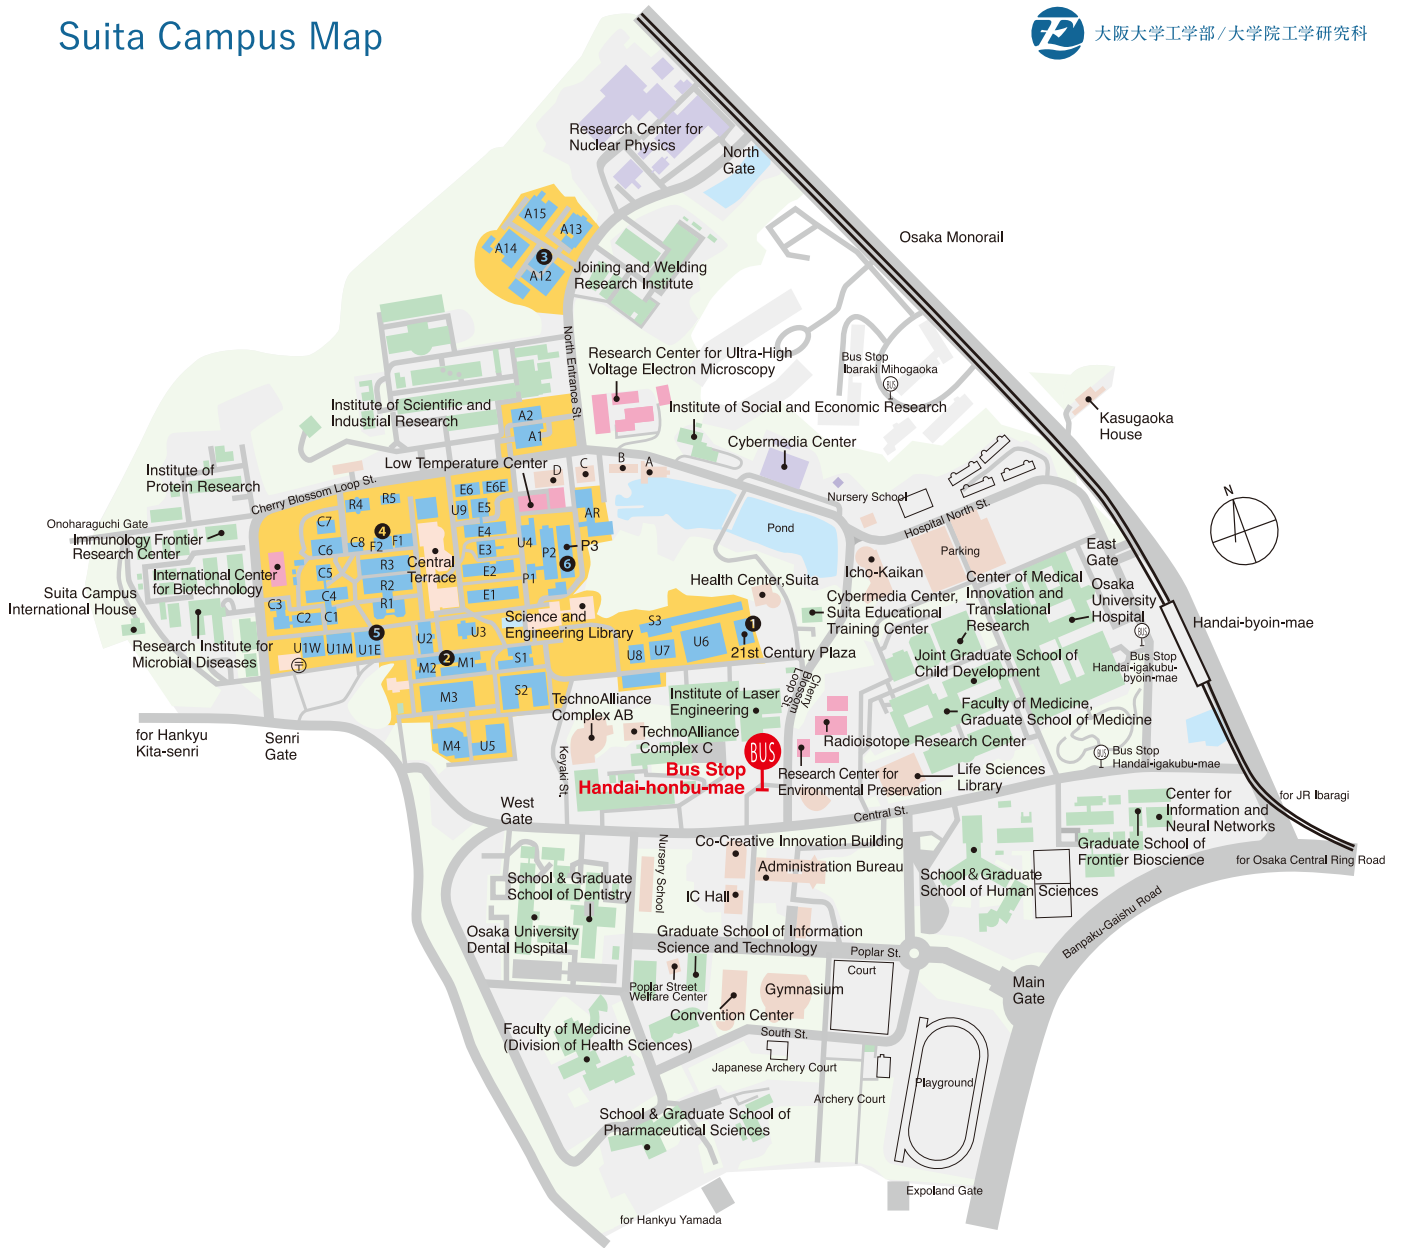 Suita Campus Map
大阪大学工学部/大学院工学研究科
Research Center for
Nuclear Physics
North
Gate
A15
A13
A14
3
A12
Osaka Monorail
Joining and Welding
Research Institute
North Entrance St.
Research Center for Ultra-High
Voltage Electron Microscopy
Bus Stop
Ibaraki Mihogaoka
BUS
Institute of Scientific and
Industrial Research
A2
A1
Institute of Social and Economic Research
Kasugaoka
House
Cybermedia Center
Low Temperature Center
D
C
B
A
Institute of
Protein Research
Cherry Blossom Loop St.
R4
R5
E6
E6E
U9
E5
AR
Nursery School
Hospital North St.
N
Onoharaguchi Gate
Immunology Frontier
Research Center
C7
4
C6
C8
F2
F1
E4
U4
E3
P2
P3
Pond
Parking
East
Gate
Central
Terrace
R3
C5
E2
6
P1
Icho-Kaikan
International Center
for Biotechnology
R2
C4
E1
Health Center,Suita
Center of Medical
Innovation and
Translational
Research
Osaka
University
Hospital
Suita Campus
International House
C3
C2
C1
R1
Cybermedia Center,
Suita Educational
Training Center
Science and
Engineering Library
S3
1
Handai-byoin-mae
BUS
Bus Stop
Handai-igakubu-
byoin-mae
Research Institute for
Microbial Diseases
U1W
U1M
U1E
5
U2
U3
U8
U7
U6
21st Century Plaza
Joint Graduate School of
Child Development
〒
M2
2
M1
S1
M3
S2
Cherry
Blossom
Loop St.
Institute of Laser
Engineering
TechnoAlliance
Complex AB
Faculty of Medicine,
Graduate School of Medicine
TechnoAlliance
Complex C
Radioisotope Research Center
for Hankyu
Kita-senri
Senri
Gate
M4
U5
Keyaki St.
BUS
Bus Stop
Handai-honbu-mae
Research Center for
Environmental Preservation
Life Sciences
Library
BUS
Bus Stop
Handai-igakubu-mae
West
Gate
Central St.
Center for
Information and
Neural Networks
for JR Ibaragi
Graduate School of
Frontier Bioscience
for Osaka Central Ring Road
Co-Creative Innovation Building
Administration Bureau
Nursery School
School & Graduate
School of Dentistry
IC Hall
School & Graduate
School of Human Sciences
Osaka University
Dental Hospital
Graduate School of Information
Science and Technology
Poplar St.
Banpaku-Gaishu Road
Court
Main
Gate
Poplar Street
Welfare Center
Gymnasium
Convention Center
Faculty of Medicine
(Division of Health Sciences)
South St.
Japanese Archery Court
Archery Court
Playground
School & Graduate School of
Pharmaceutical Sciences
Expoland Gate
for Hankyu Yamada